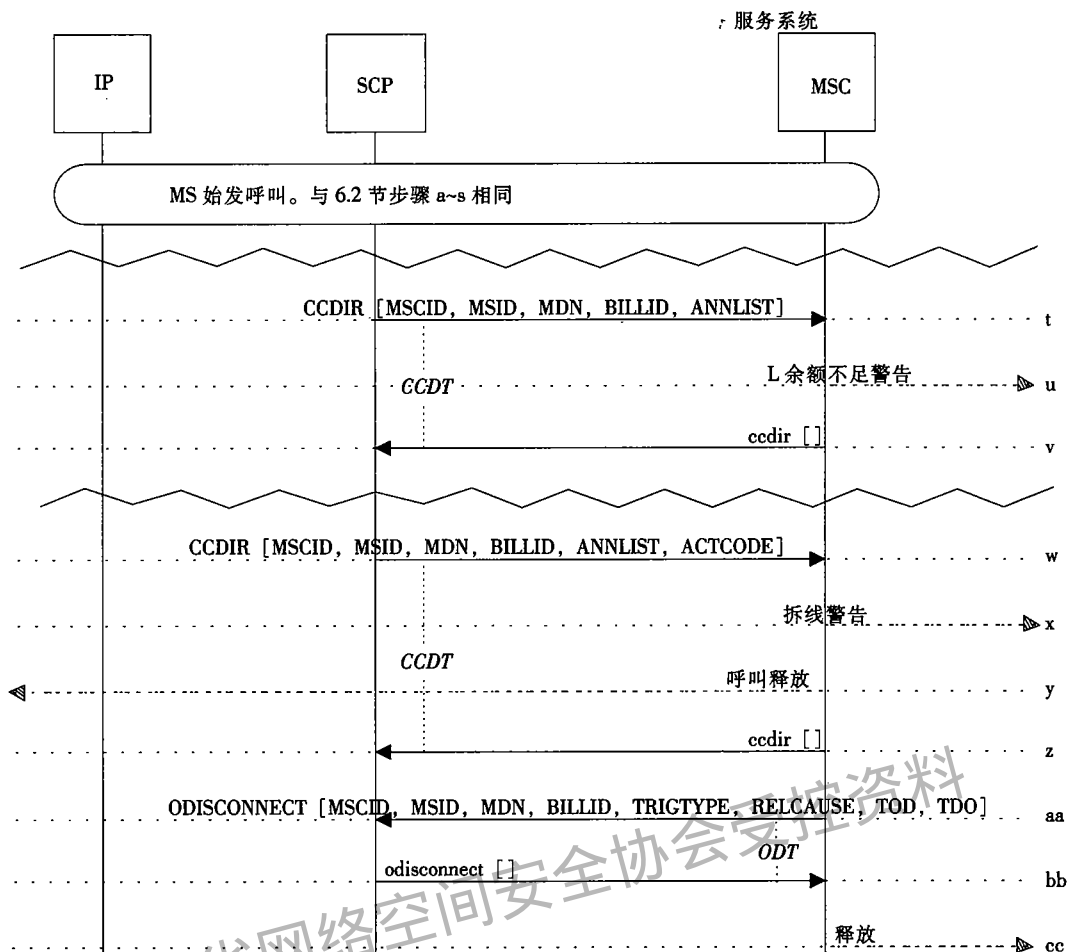 服务系统
IP
SCP
MSC
MS 始发呼叫。与 6.2 节步骤 a~s 相同
CCDIR [MSCID, MSID, MDN, BILLID, ANNLIST]
t
CCDT
L 余额不足警告
u
ccdir []
v
CCDIR [MSCID, MSID, MDN, BILLID, ANNLIST, ACTCODE]
w
拆线警告
x
CCDT
呼叫释放
y
ccdir []
z
ODISCONNECT [MSCID, MSID, MDN, BILLID, TRIGTYPE, RELCAUSE, TOD, TDO]
aa
ODT
odisconnect []
bb
释放
cc
网络空间安全协会受控资料